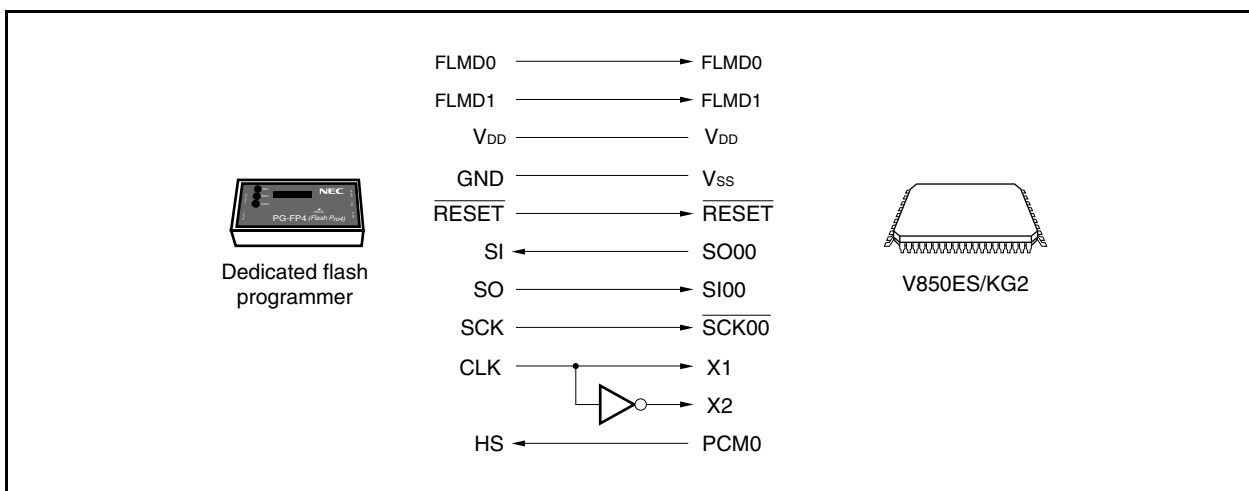 FLMD0 FLMD0
FLMD1 FLMD1
VDD VDD
GND VSS
RESET RESET
SI SO00
SO SI00
SCK SCK00
CLK X1
X2
HS PCM0
NEC
PG-FP4 (Flash Pro4)
Dedicated flash
programmer
V850ES/KG2